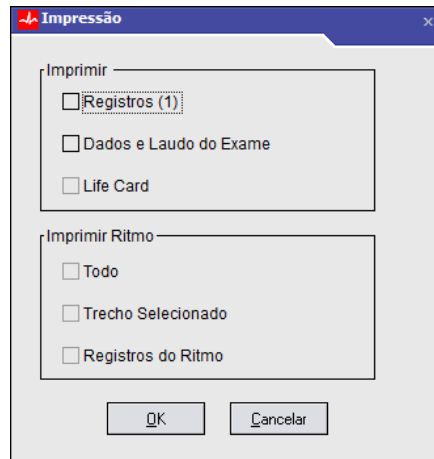 Impressão
Imprimir
Registros (1)
Dados e Laudo do Exame
Life Card
Imprimir Ritmo
Todo
Trecho Selecionado
Registros do Ritmo
OK Cancelar